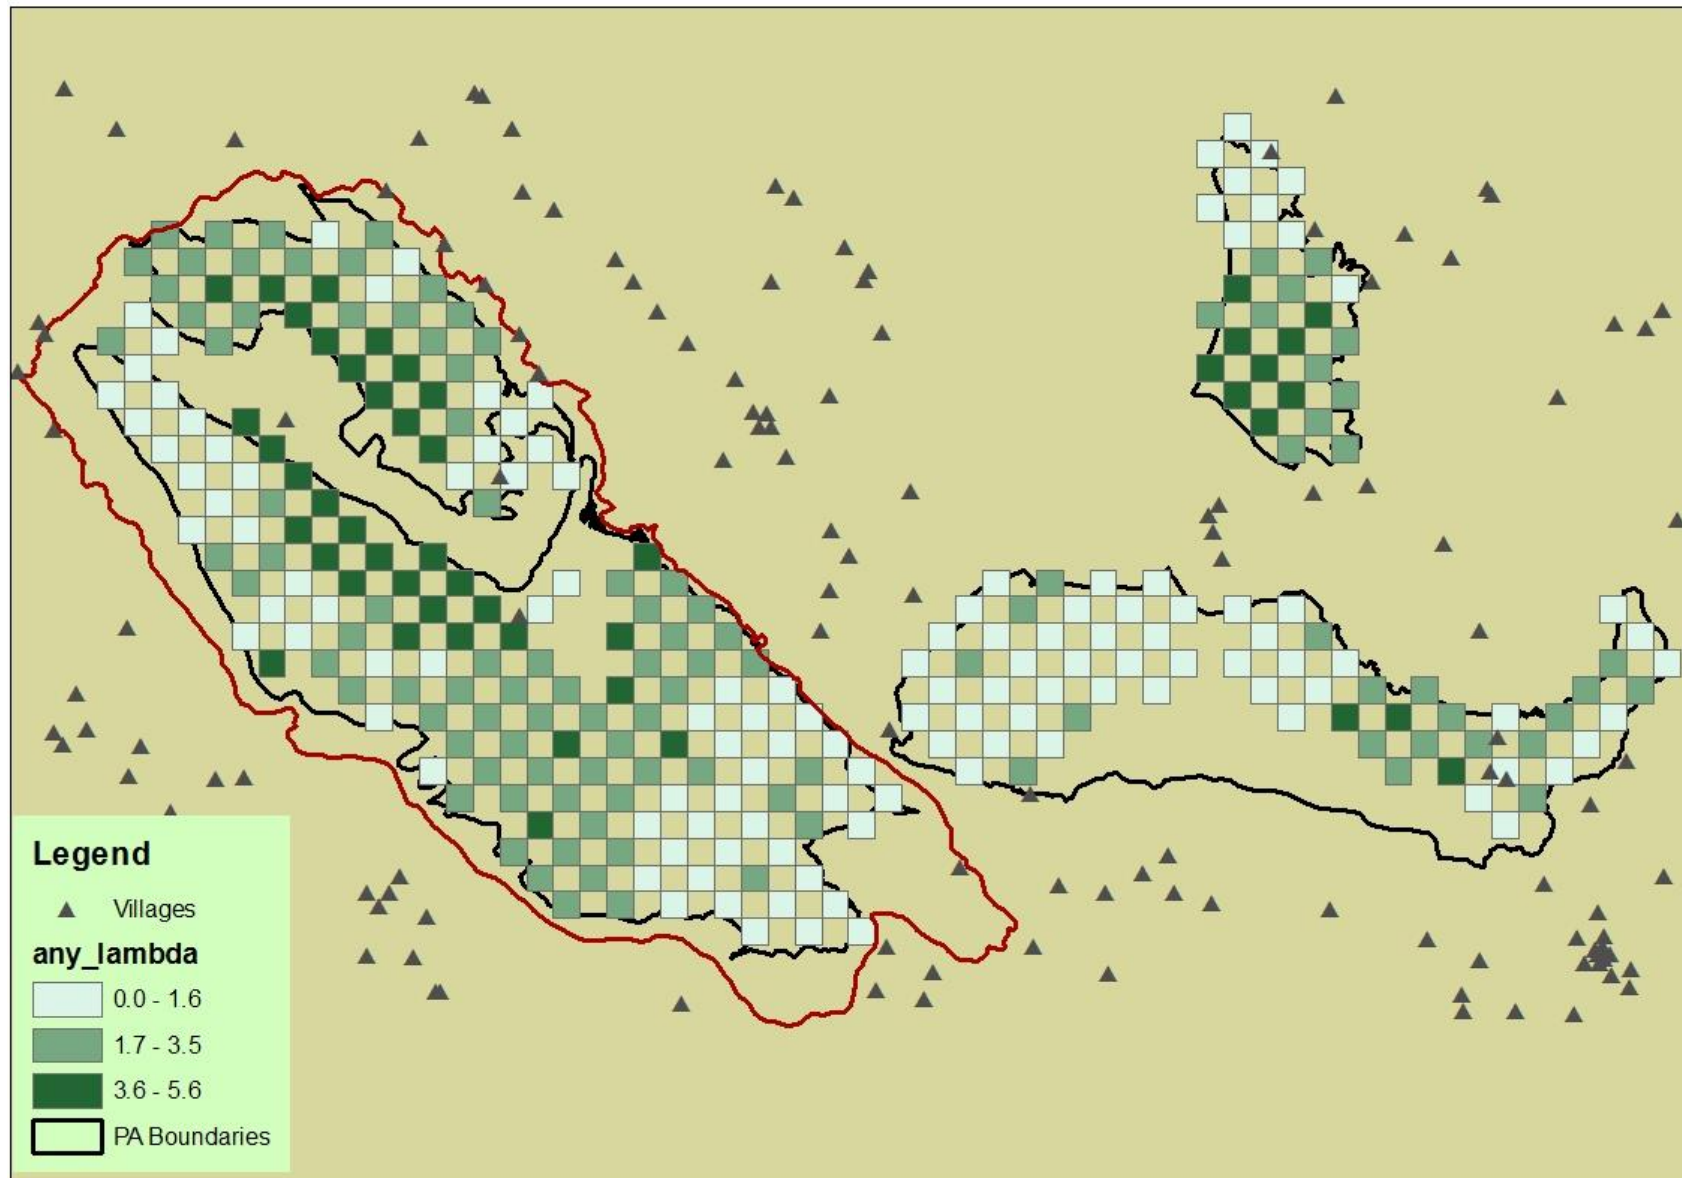 Legend
Villages
any_lambda
0.0 - 1.6
1.7 - 3.5
3.6 - 5.6
PA Boundaries